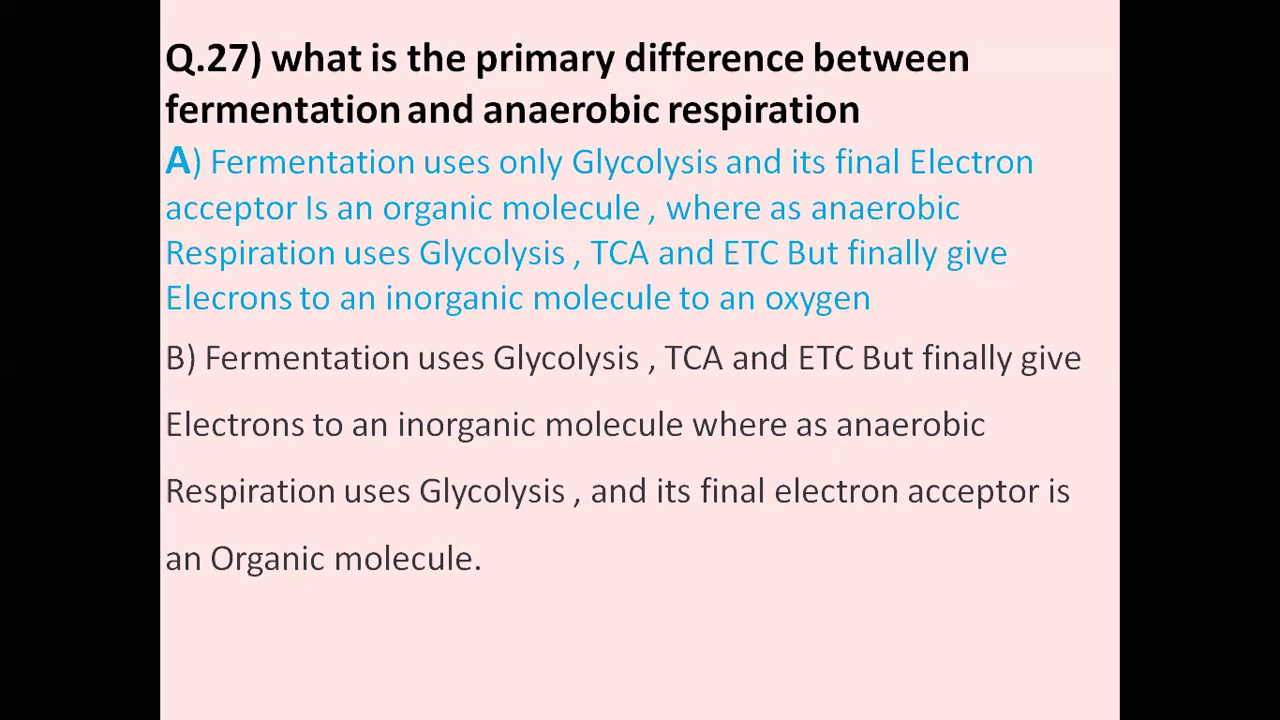 Q.27) what is the primary difference between
fermentation and anaerobic respiration
A) Fermentation uses only Glycolysis and its final Electron
acceptor Is an organic molecule , where as anaerobic
Respiration uses Glycolysis , TCA and ETC But finally give
Elecrons to an inorganic molecule to an oxygen
B) Fermentation uses Glycolysis , TCA and ETC But finally give
Electrons to an inorganic molecule where as anaerobic
Respiration uses Glycolysis , and its final electron acceptor is
an Organic molecule.